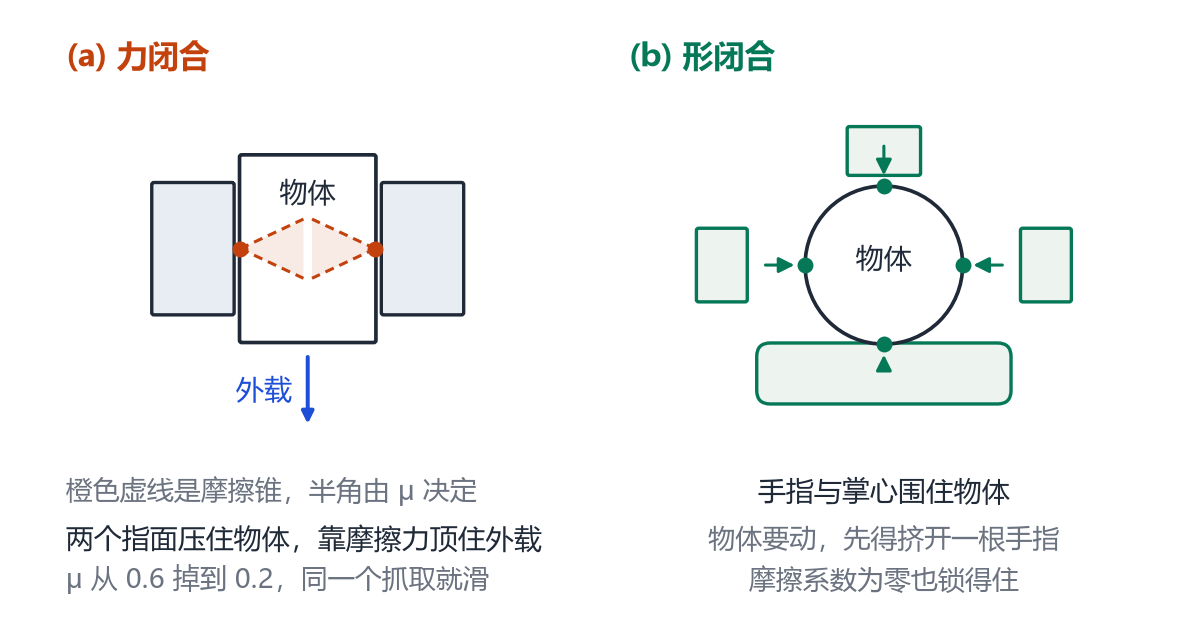 (a) 力闭合
物体
外载
橙色虚线是摩擦锥，半角由 μ 决定
两个指面压住物体，靠摩擦力顶住外载
μ 从 0.6 掉到 0.2，同一个抓取就滑
(b) 形闭合
物体
手指与掌心围住物体
物体要动，先得挤开一根手指
摩擦系数为零也锁得住